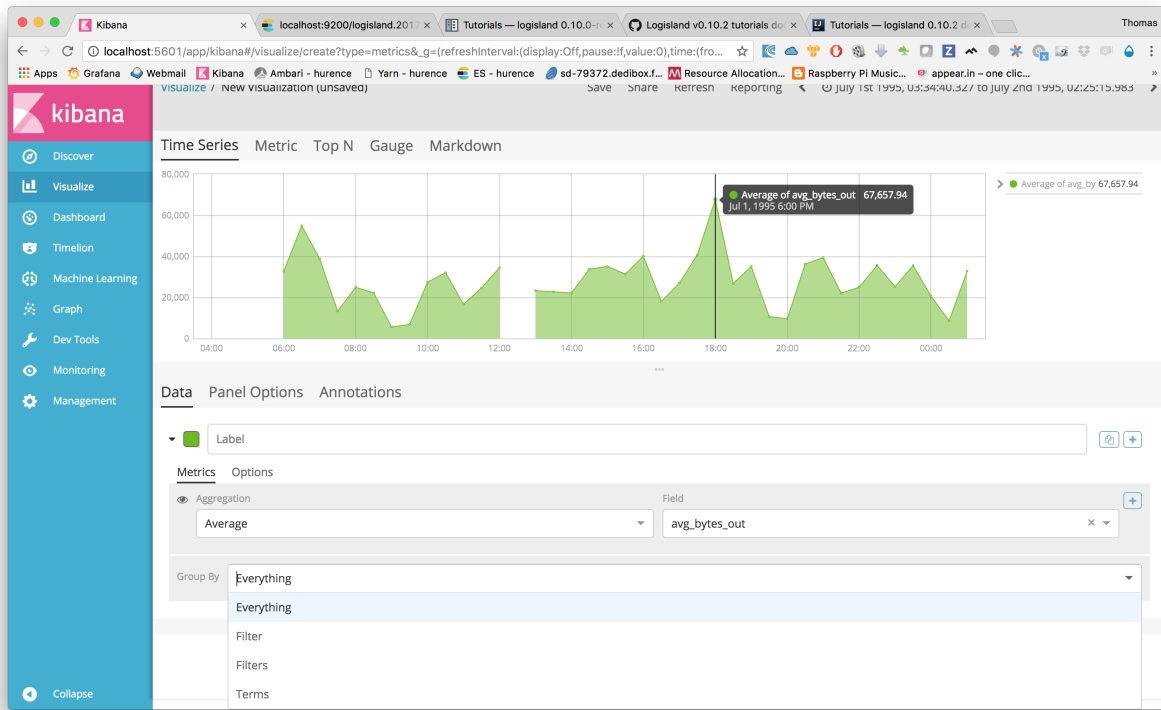 Kibana
localhost:9200/logisland.2017
Tutorials — logisland 0.10.0-r
Logisland v0.10.2 tutorials do
Tutorials — logisland 0.10.2 d
Thomas
localhost:5601/app/kibana#/visualize/create?type=metrics&_g=(refreshInterval:(display:Off,pause:!f,value:0),time:(fro...
Apps Grafana Webmail Kibana Ambari - hurence Yarn - hurence ES - hurence sd-79372.dedibox.f... Resource Allocation... Raspberry Pi Music... appear.in – one clic... »
Visualize / New Visualization (unsaved)
Save Share Refresh Reporting July 1st 1995, 03:34:40.327 to July 2nd 1995, 02:25:15.983
kibana
Discover
Visualize
Dashboard
Timelion
Machine Learning
Graph
Dev Tools
Monitoring
Management
Collapse
Time Series Metric Top N Gauge Markdown
80,000
60,000
40,000
20,000
0
04:00 06:00 08:00 10:00 12:00 14:00 16:00 18:00 20:00 22:00 00:00
Average of avg_bytes_out 67,657.94
Jul 1, 1995 6:00 PM
Average of avg_by 67,657.94
Data Panel Options Annotations
Label
Metrics Options
Aggregation
Average
Field
avg_bytes_out
Group By
Everything
Everything
Filter
Filters
Terms